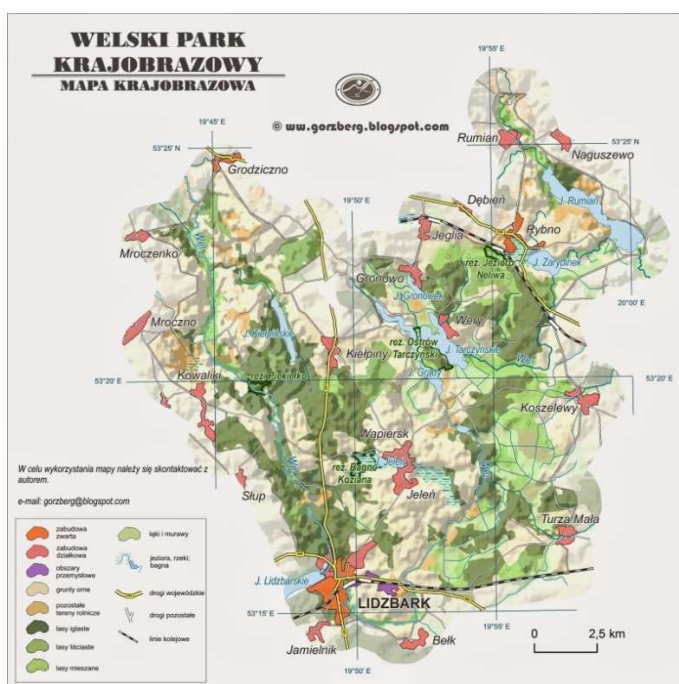 WELSKI PARK
KRAJOBRAZOWY
MAPA KRAJOBRAZOWA
© ww.gorzberg.blogspot.com
19°55' E
19°45' E
53°25' N
Grodziczno
Rumian
53°25' N
Naguszewo
J. Rumian
19°50' E
Dębień
Rybno
Jeglia
Mroczenko
Wel
rez. Jezioro
Neliwa
J. Zarybinek
Gronowo
J. Gronówek
20°00' E
Mroczno
Wery
Kiełpiny
rez. Ostrów
Tarczyński
J. Tarczyńskie
Wel
J. Grądy
Kowaliki
rez. Piekiełko
53°20' E
53°20' E
Koszelewy
Wapiersk
W celu wykorzystania mapy należy się skontaktować z
autorem.
rez. Bagno
Koziana
J. Jeleń
e-mail: gorzberg@blogspot.com
Słup
Jeleń
Turza Mała
zabudowa
zwarta
zabudowa
działkowa
obszary
przemysłowe
grunty orne
pozostałe
tereny rolnicze
lasy iglaste
lasy liściaste
lasy mieszane
łąki i murawy
jeziora, rzeki;
bagna
drogi wojewódzkie
drogi pozostałe
linie kolejowe
J. Lidzbarskie
LIDZBARK
53°15' E
19°55' E
Bełk
Jamielnik
19°50' E
0 2,5 km